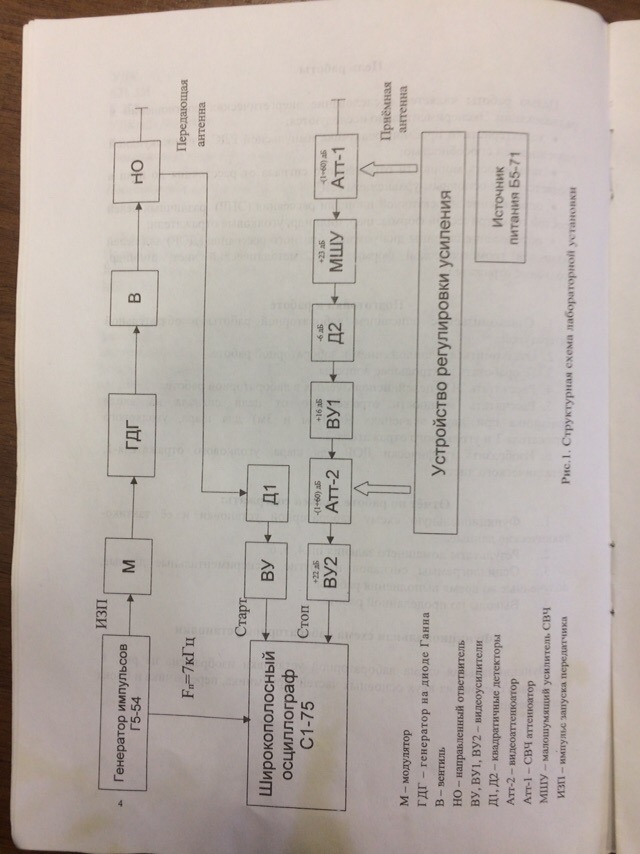 Генератор импульсов
Г5-54
ИЗП
М
ГДГ
В
НО
Передающая
антенна
Fп=7кГц
Широкополосный
осциллограф
С1-75
Старт
ВУ
Д1
Стоп
+22 дБ
ВУ2
-(1÷60) дБ
Атт-2
+16 дБ
ВУ1
-6 дБ
Д2
+23 дБ
МШУ
-(1÷60) дБ
Атт-1
Приёмная
антенна
Устройство регулировки усиления
Источник
питания Б5-71
М – модулятор
ГДГ – генератор на диоде Ганна
В – вентиль
НО – направленный ответвитель
ВУ, ВУ1, ВУ2 – видеоусилители
Д1, Д2 – квадратичные детекторы
Атт-2 – видеоаттенюатор
Атт-1 – СВЧ аттенюатор
МШУ – малошумящий усилитель СВЧ
ИЗП – импульс запуска передатчика
Рис.1. Структурная схема лабораторной установки
4